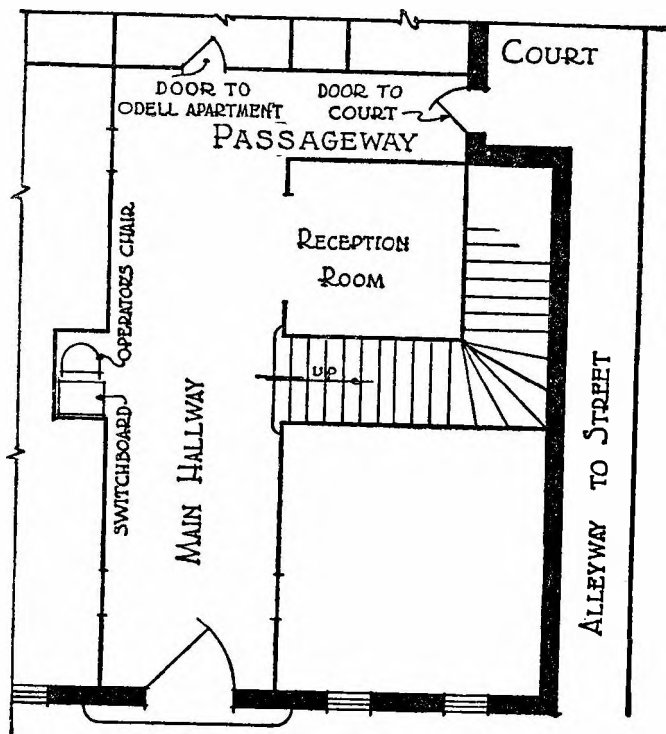 COURT
DOOR TO
ODELL APARTMENT
DOOR TO
COURT
PASSAGEWAY
RECEPTION
ROOM
OPERATORS CHAIR
UP
SWITCHBOARD
MAIN HALLWAY
ALLEYWAY TO STREET